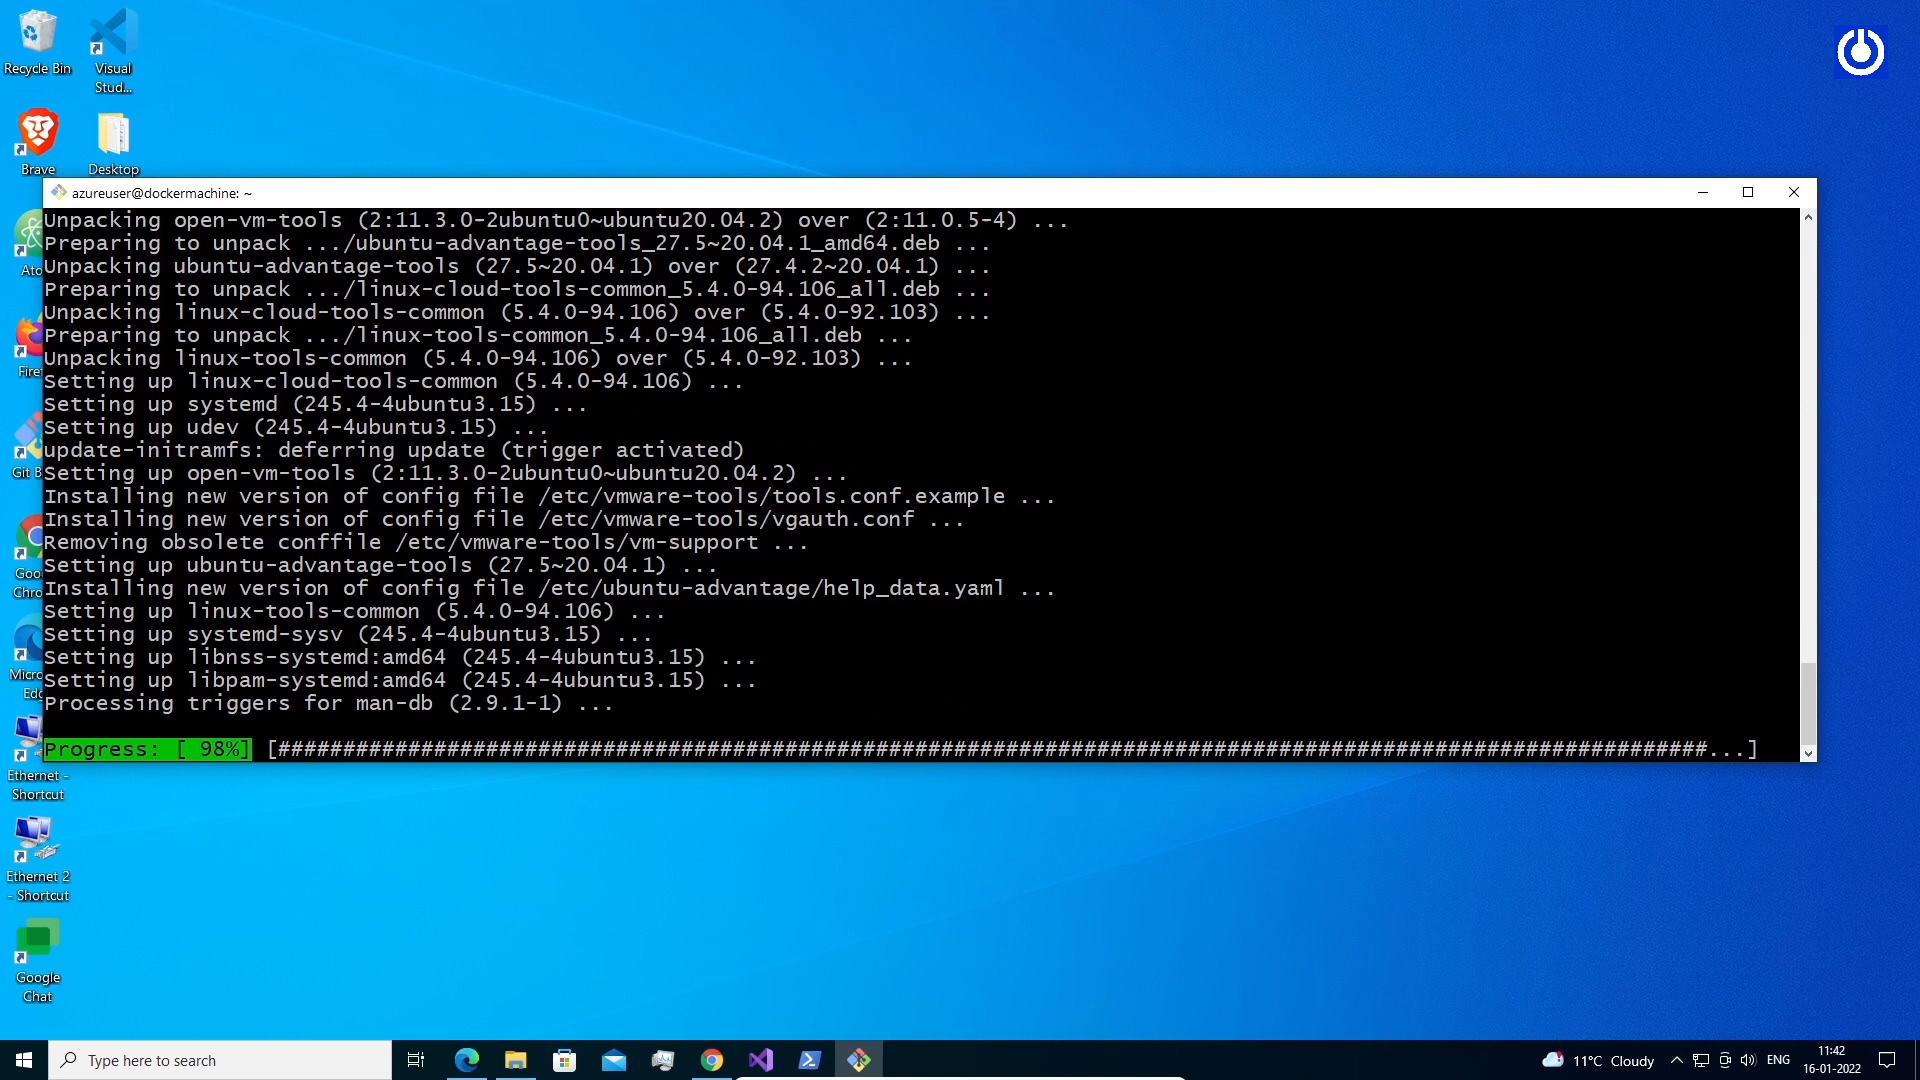 Recycle Bin
Visual
Stud...
Brave
Desktop
azureuser@dockermachine: ~
Unpacking open-vm-tools (2:11.3.0-2ubuntu0~ubuntu20.04.2) over (2:11.0.5-4) ...
Preparing to unpack .../ubuntu-advantage-tools_27.5~20.04.1_amd64.deb ...
Unpacking ubuntu-advantage-tools (27.5~20.04.1) over (27.4.2~20.04.1) ...
Preparing to unpack .../linux-cloud-tools-common_5.4.0-94.106_all.deb ...
Unpacking linux-cloud-tools-common (5.4.0-94.106) over (5.4.0-92.103) ...
Preparing to unpack .../linux-tools-common_5.4.0-94.106_all.deb ...
Unpacking linux-tools-common (5.4.0-94.106) over (5.4.0-92.103) ...
Setting up linux-cloud-tools-common (5.4.0-94.106) ...
Setting up systemd (245.4-4ubuntu3.15) ...
Setting up udev (245.4-4ubuntu3.15) ...
update-initramfs: deferring update (trigger activated)
Setting up open-vm-tools (2:11.3.0-2ubuntu0~ubuntu20.04.2) ...
Installing new version of config file /etc/vmware-tools/tools.conf.example ...
Installing new version of config file /etc/vmware-tools/vgauth.conf ...
Removing obsolete conffile /etc/vmware-tools/vm-support ...
Setting up ubuntu-advantage-tools (27.5~20.04.1) ...
Installing new version of config file /etc/ubuntu-advantage/help_data.yaml ...
Setting up linux-tools-common (5.4.0-94.106) ...
Setting up systemd-sysv (245.4-4ubuntu3.15) ...
Setting up libnss-systemd:amd64 (245.4-4ubuntu3.15) ...
Setting up libpam-systemd:amd64 (245.4-4ubuntu3.15) ...
Processing triggers for man-db (2.9.1-1) ...
Progress: [ 98%] [##############################################################################################################...]
Ato
Fire
Git B
Goo
Chro
Micro
Edg
Ethernet -
Shortcut
Ethernet 2
- Shortcut
Google
Chat
Type here to search
11°C Cloudy
ENG
11:42
16-01-2022